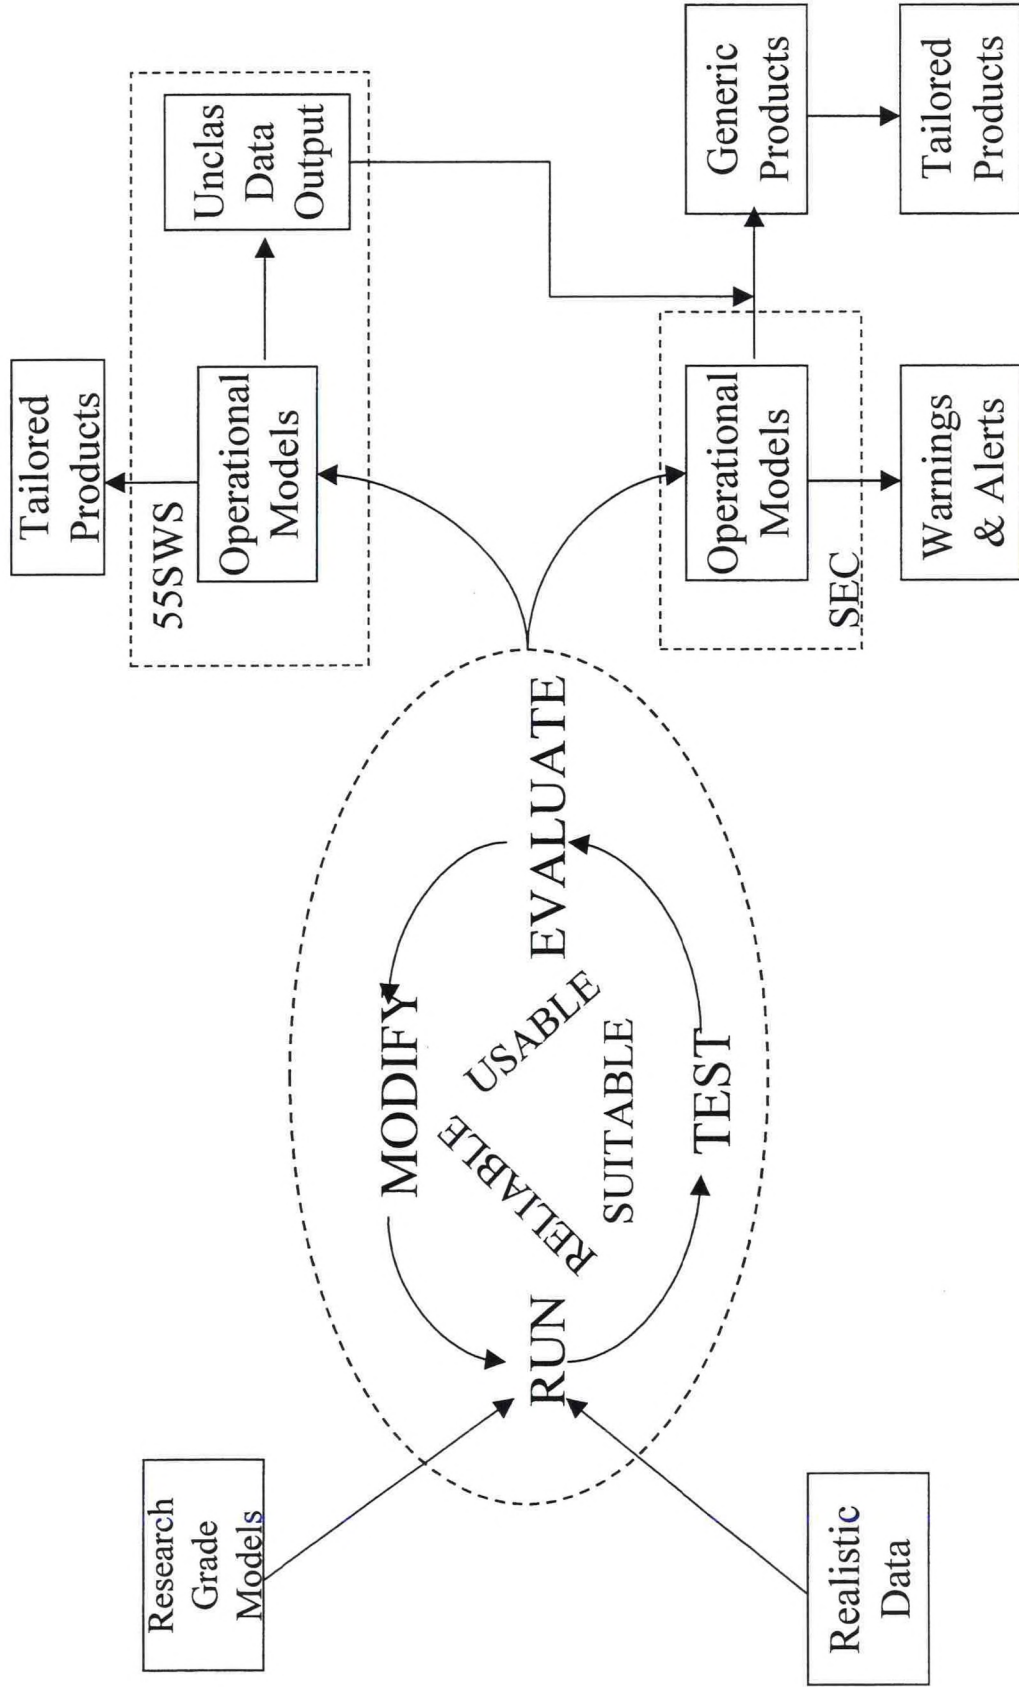 Research
Grade
Models
Realistic
Data
RUN
MODIFY
TEST
EVALUATE
RELIABLE
USABLE
SUITABLE
55SWS
Tailored
Products
Operational
Models
Unclas
Data
Output
SEC
Operational
Models
Warnings
& Alerts
Generic
Products
Tailored
Products